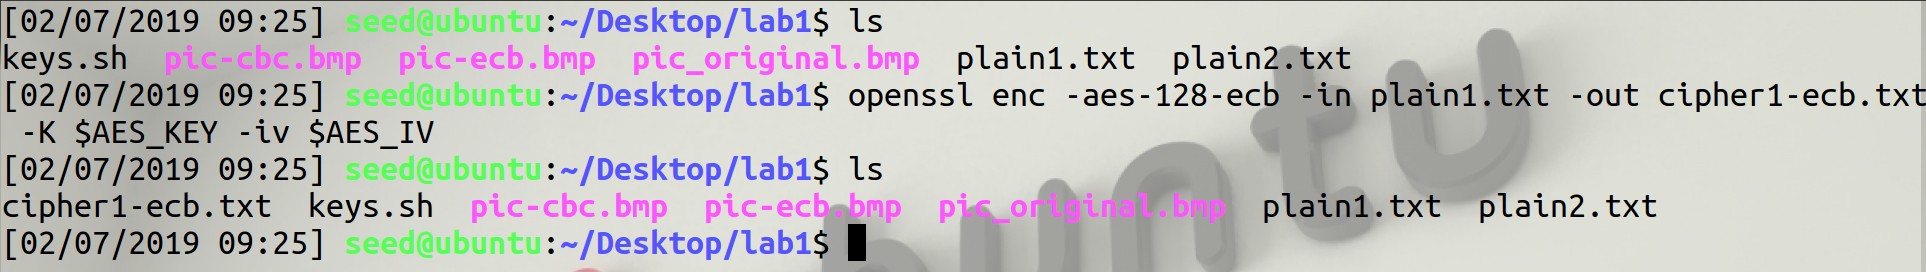 [02/07/2019 09:25] seed@ubuntu:~/Desktop/lab1$ ls
keys.sh  pic-cbc.bmp  pic-ecb.bmp  pic_original.bmp  plain1.txt  plain2.txt
[02/07/2019 09:25] seed@ubuntu:~/Desktop/lab1$ openssl enc -aes-128-ecb -in plain1.txt -out cipher1-ecb.txt
 -K $AES_KEY -iv $AES_IV
[02/07/2019 09:25] seed@ubuntu:~/Desktop/lab1$ ls
cipher1-ecb.txt  keys.sh  pic-cbc.bmp  pic-ecb.bmp  pic_original.bmp  plain1.txt  plain2.txt
[02/07/2019 09:25] seed@ubuntu:~/Desktop/lab1$
ubuntu